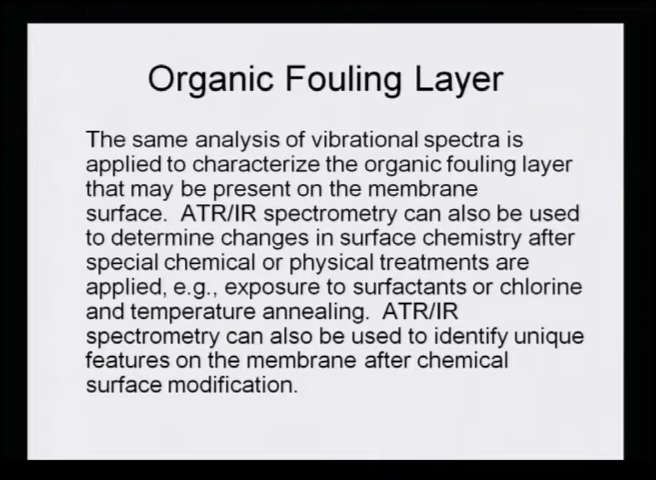 Organic Fouling Layer
The same analysis of vibrational spectra is
applied to characterize the organic fouling layer
that may be present on the membrane
surface.  ATR/IR spectrometry can also be used
to determine changes in surface chemistry after
special chemical or physical treatments are
applied, e.g., exposure to surfactants or chlorine
and temperature annealing.  ATR/IR
spectrometry can also be used to identify unique
features on the membrane after chemical
surface modification.